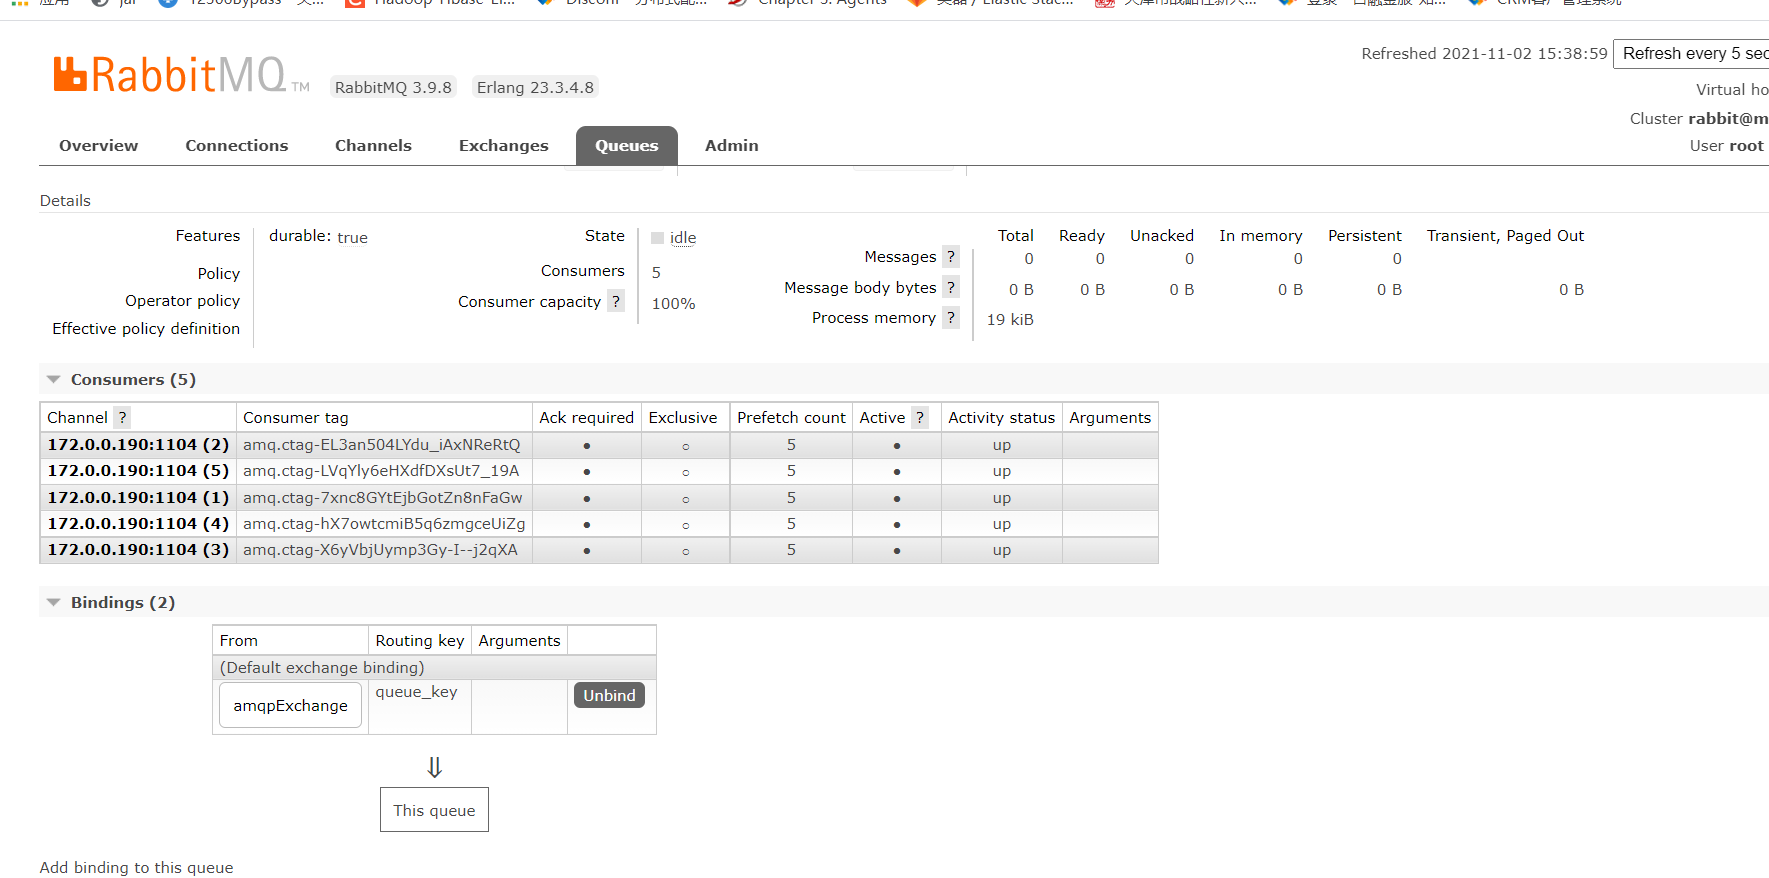 RabbitMQ TM RabbitMQ 3.9.8 Erlang 23.3.4.8
Refreshed 2021-11-02 15:38:59 Refresh every 5 sec
Virtual ho
Cluster rabbit@m
User root
Overview Connections Channels Exchanges Queues Admin
Details
Features durable: true
Policy
Operator policy
Effective policy definition
State idle
Consumers 5
Consumer capacity ? 100%
Total Ready Unacked In memory Persistent Transient, Paged Out
Messages ? 0 0 0 0 0
Message body bytes ? 0 B 0 B 0 B 0 B 0 B 0 B
Process memory ? 19 kiB
Consumers (5)
Channel ? Consumer tag Ack required Exclusive Prefetch count Active ? Activity status Arguments
172.0.0.190:1104 (2) amq.ctag-EL3an504LYdu_iAxNReRtQ ● ○ 5 ● up
172.0.0.190:1104 (5) amq.ctag-LVqYly6eHXdfDXsUt7_19A ● ○ 5 ● up
172.0.0.190:1104 (1) amq.ctag-7xnc8GYtEjbGotZn8nFaGw ● ○ 5 ● up
172.0.0.190:1104 (4) amq.ctag-hX7owtcmiB5q6zmgceUiZg ● ○ 5 ● up
172.0.0.190:1104 (3) amq.ctag-X6yVbjUymp3Gy-I--j2qXA ● ○ 5 ● up
Bindings (2)
From Routing key Arguments
(Default exchange binding)
amqpExchange queue_key Unbind
⇓
This queue
Add binding to this queue